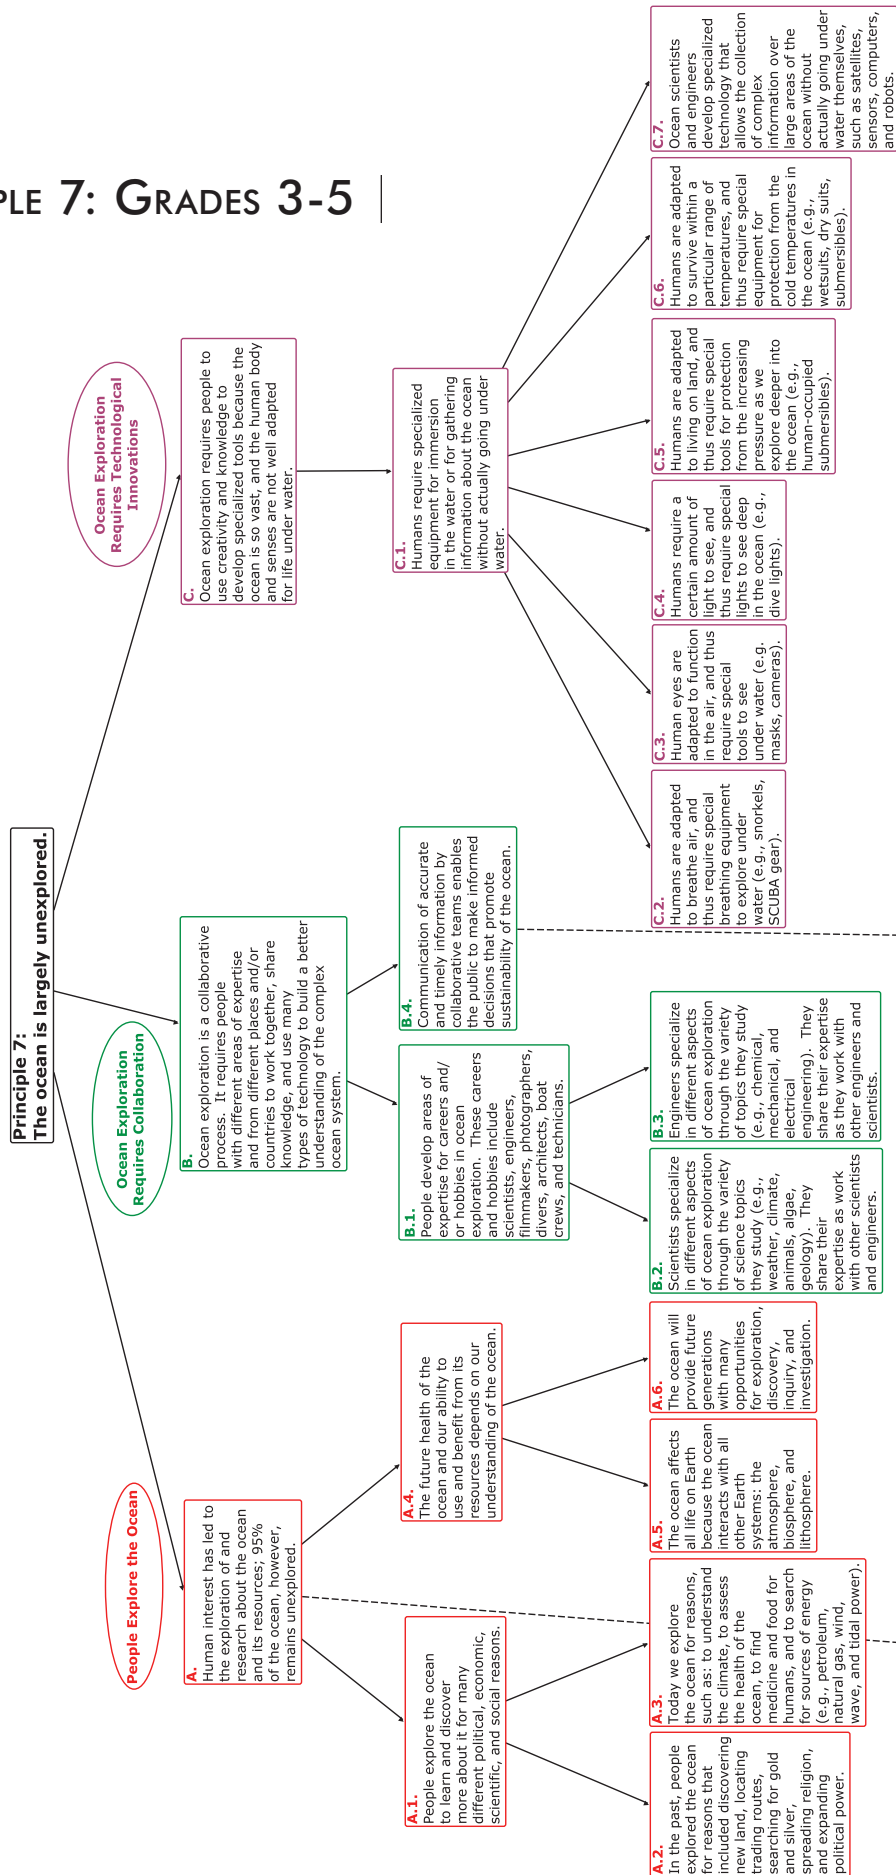 PLE 7: GRADES 3-5
Principle 7:
The ocean is largely unexplored.
People Explore the Ocean
A.
Human interest has led to
the exploration of and
research about the ocean
and its resources; 95%
of the ocean, however,
remains unexplored.
A.1.
People explore the ocean
to learn and discover
more about it for many
different political, economic,
scientific, and social reasons.
A.2.
In the past, people
explored the ocean
for reasons that
included discovering
new land, locating
trading routes,
searching for gold
and silver,
spreading religion,
and expanding
political power.
A.3.
Today we explore
the ocean for reasons,
such as: to understand
the climate, to assess
the health of the
ocean, to find
medicine and food for
humans, and to search
for sources of energy
(e.g., petroleum,
natural gas, wind,
wave, and tidal power).
A.4.
The future health of the
ocean and our ability to
use and benefit from its
resources depends on our
understanding of the ocean.
A.5.
The ocean affects
all life on Earth
because the ocean
interacts with all
other Earth
systems: the
atmosphere,
biosphere, and
lithosphere.
A.6.
The ocean will
provide future
generations
with many
opportunities
for exploration,
discovery,
inquiry, and
investigation.
Ocean Exploration
Requires Collaboration
B.
Ocean exploration is a collaborative
process. It requires people
with different areas of expertise
and from different places and/or
countries to work together, share
knowledge, and use many
types of technology to build a better
understanding of the complex
ocean system.
B.1.
People develop areas of
expertise for careers and/
or hobbies in ocean
exploration. These careers
and hobbies include
scientists, engineers,
filmmakers, photographers,
divers, architects, boat
crews, and technicians.
B.2.
Scientists specialize
in different aspects
of ocean exploration
through the variety
of science topics
they study (e.g.,
weather, climate,
animals, algae,
geology). They
share their
expertise as work
with other scientists
and engineers.
B.3.
Engineers specialize
in different aspects
of ocean exploration
through the variety
of topics they study
(e.g., chemical,
mechanical, and
electrical
engineering). They
share their expertise
as they work with
other engineers and
scientists.
B.4.
Communication of accurate
and timely information by
collaborative teams enables
the public to make informed
decisions that promote
sustainability of the ocean.
Ocean Exploration
Requires Technological
Innovations
C.
Ocean exploration requires people to
use creativity and knowledge to
develop specialized tools because the
ocean is so vast, and the human body
and senses are not well adapted
for life under water.
C.1.
Humans require specialized
equipment for immersion
in the water or for gathering
information about the ocean
without actually going under
water.
C.2.
Humans are adapted
to breathe air, and
thus require special
breathing equipment
to explore under
water (e.g., snorkels,
SCUBA gear).
C.3.
Human eyes are
adapted to function
in the air, and thus
require special
tools to see
under water (e.g.
masks, cameras).
C.4.
Humans require a
certain amount of
light to see, and
thus require special
lights to see deep
in the ocean (e.g.,
dive lights).
C.5.
Humans are adapted
to living on land, and
thus require special
tools for protection
from the increasing
pressure as we
explore deeper into
the ocean (e.g.,
human-occupied
submersibles).
C.6.
Humans are adapted
to survive within a
particular range of
temperatures, and
thus require special
equipment for
protection from the
cold temperatures in
the ocean (e.g.,
wetsuits, dry suits,
submersibles).
C.7.
Ocean scientists
and engineers
develop specialized
technology that
allows the collection
of complex
information over
large areas of the
ocean without
actually going under
water themselves,
such as satellites,
sensors, computers,
and robots.